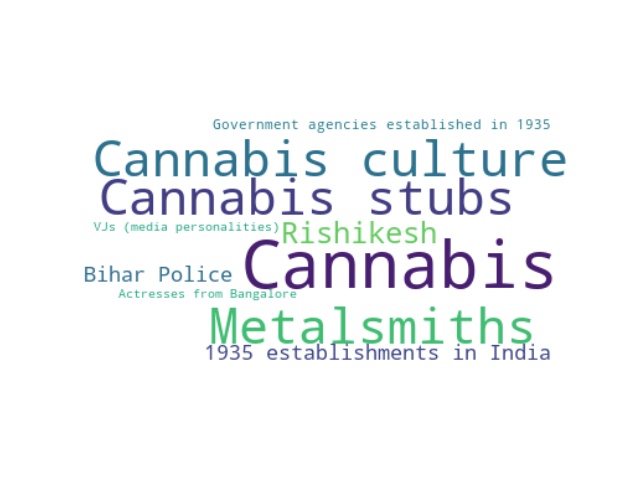 Government agencies established in 1935
Cannabis culture
Cannabis stubs
VJs (media personalities)
Rishikesh
Cannabis
Bihar Police
Actresses from Bangalore
Metalsmiths
1935 establishments in India